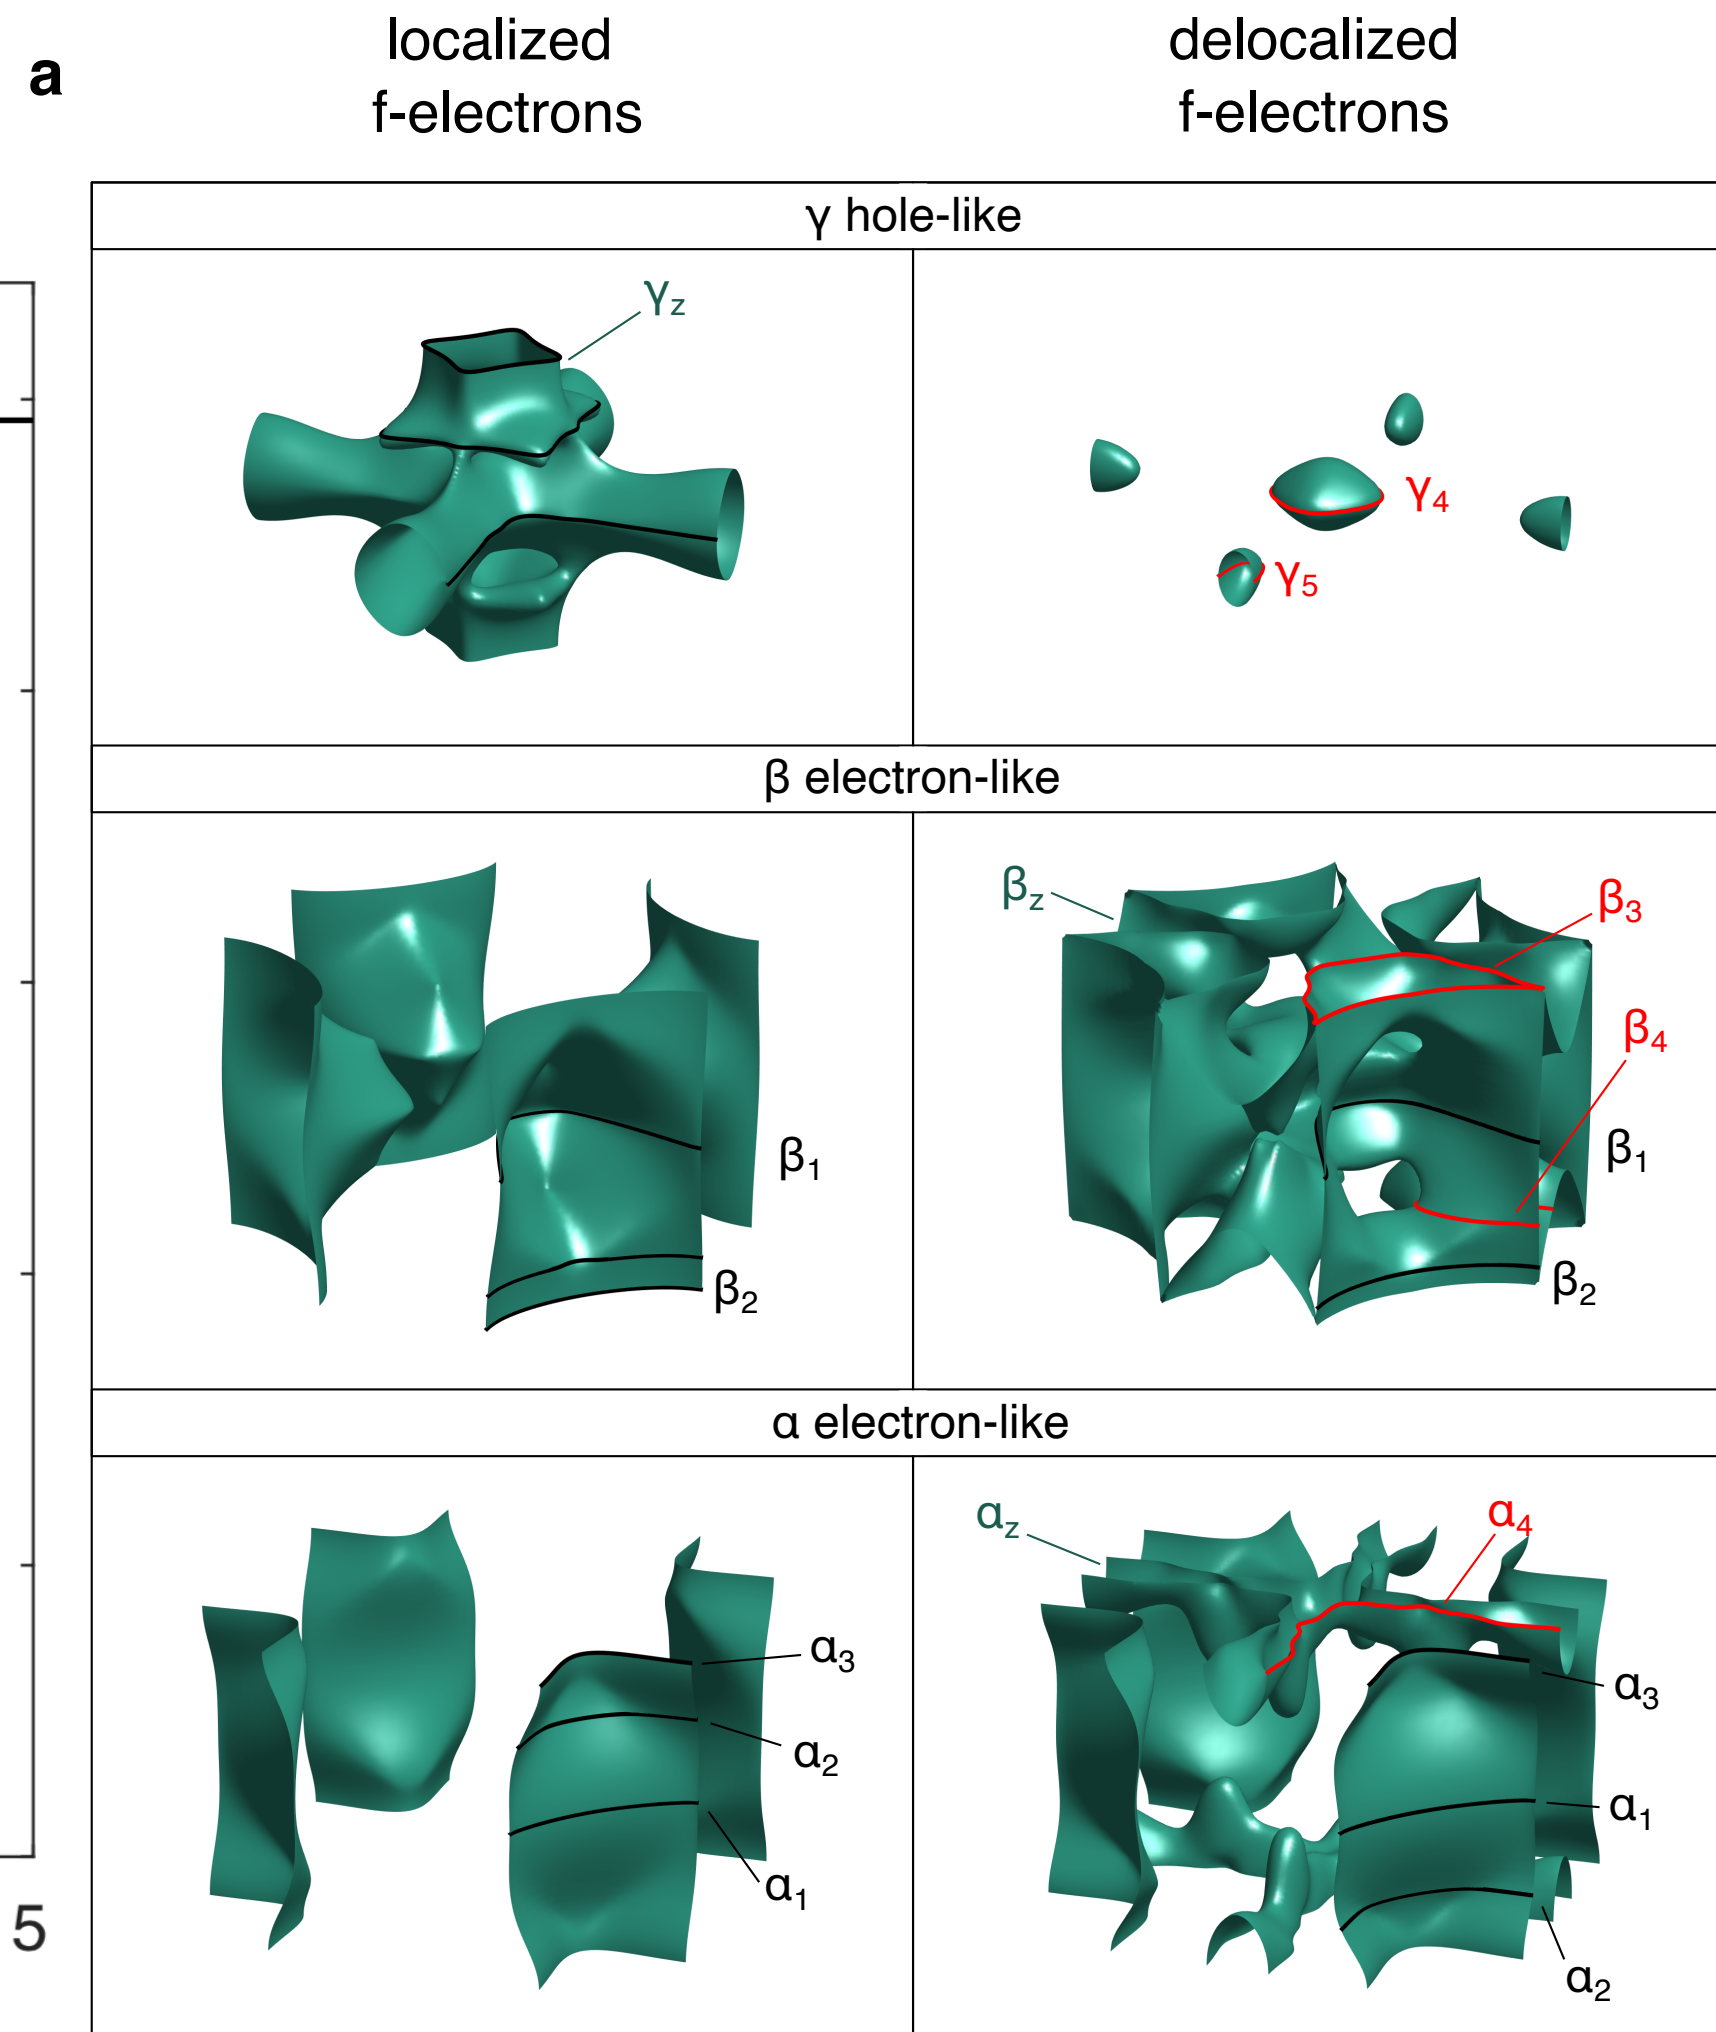 a
localized
f-electrons
delocalized
f-electrons
γ hole-like
γz
γ4
γ5
β electron-like
β1
β2
βz
β3
β4
β1
β2
α electron-like
α3
α2
α1
αz
α4
α3
α1
α2
5